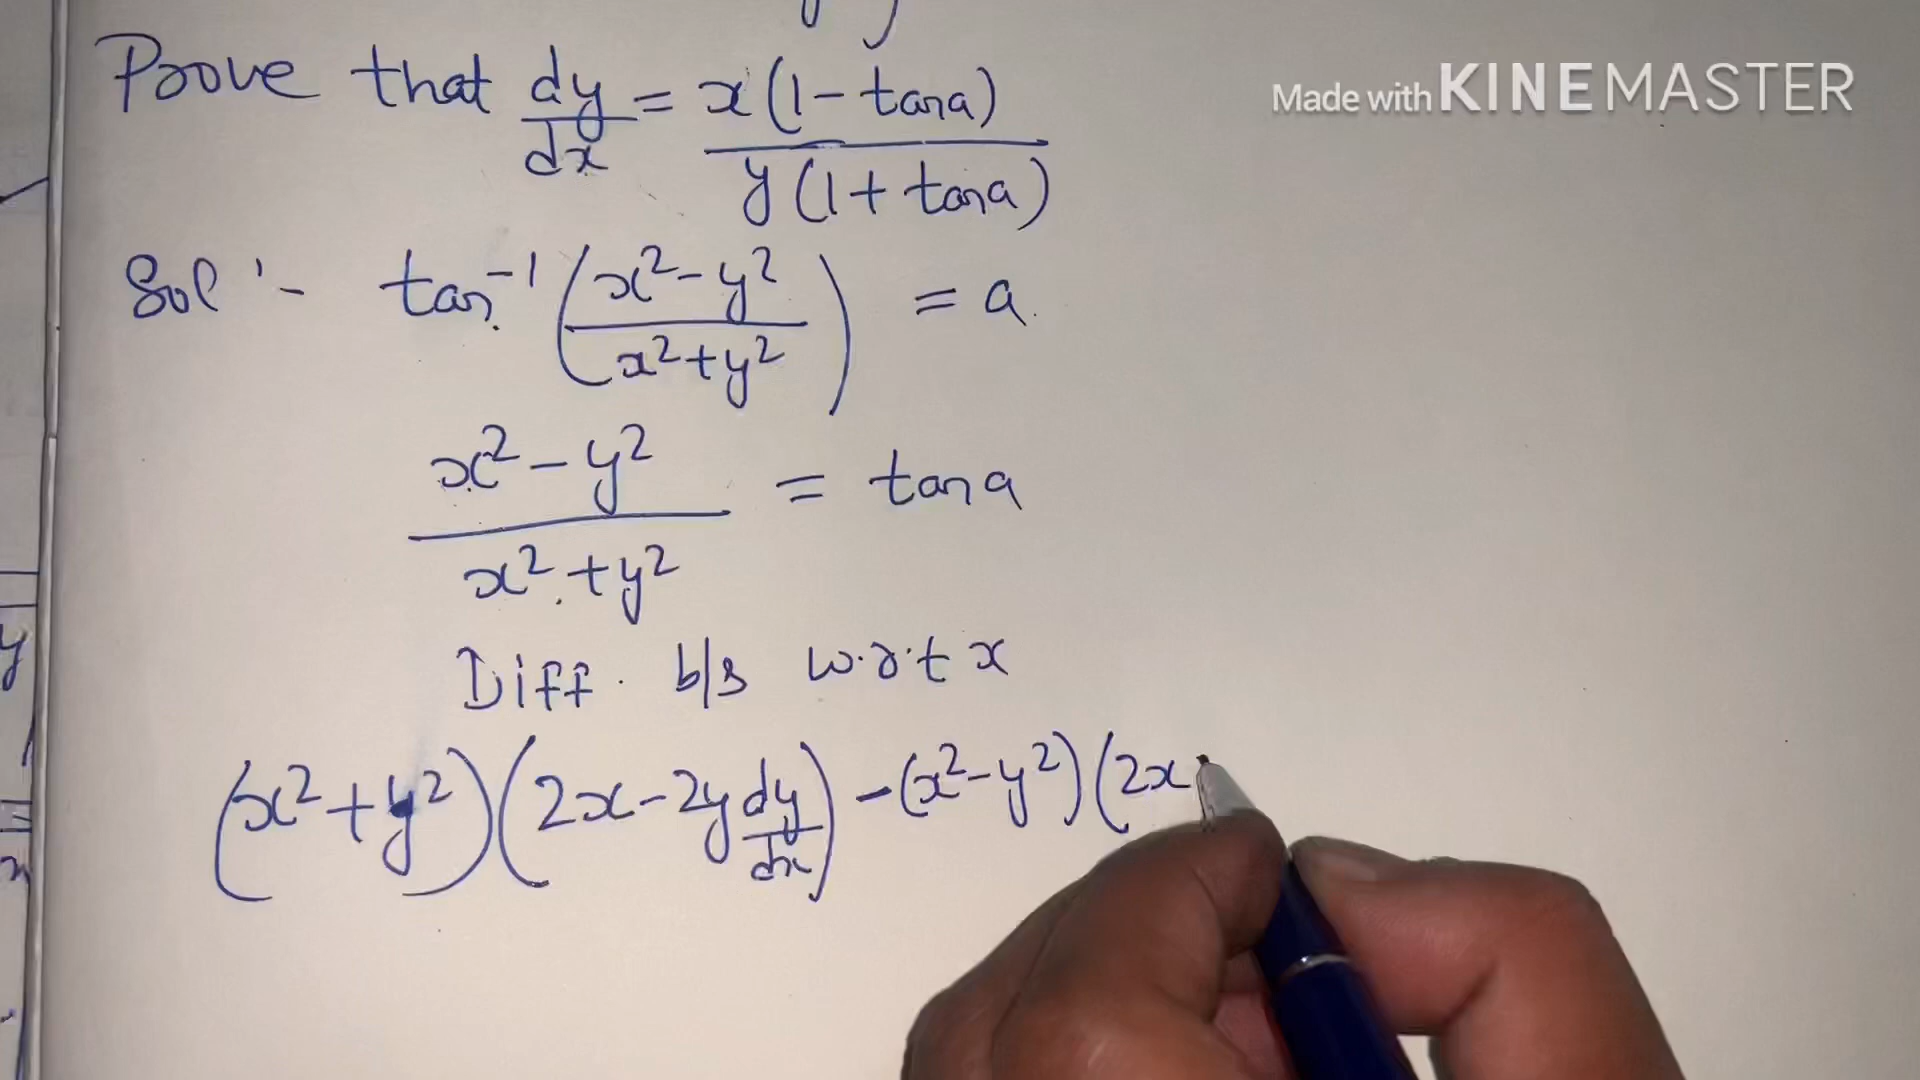 Prove that dy/dx = x(1 - tan a) / y(1 + tan a)
Made with KINEMASTER
Sol :- tan⁻¹ (x² - y² / x² + y²) = a
x² - y² / x² + y² = tan a
Diff. b/s w.r.t x
(x² + y²)(2x - 2y dy/dx) - (x² - y²)(2x